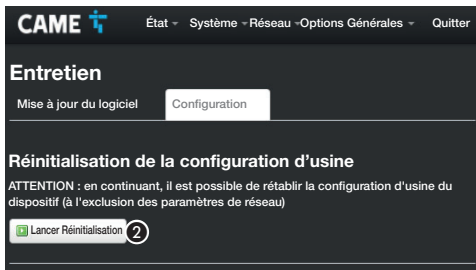 CAME
État Système Réseau Options Générales Quitter
Entretien
Mise à jour du logiciel Configuration
Réinitialisation de la configuration d'usine
ATTENTION : en continuant, il est possible de rétablir la configuration d'usine du
dispositif (à l'exclusion des paramètres de réseau)
Lancer Réinitialisation 2